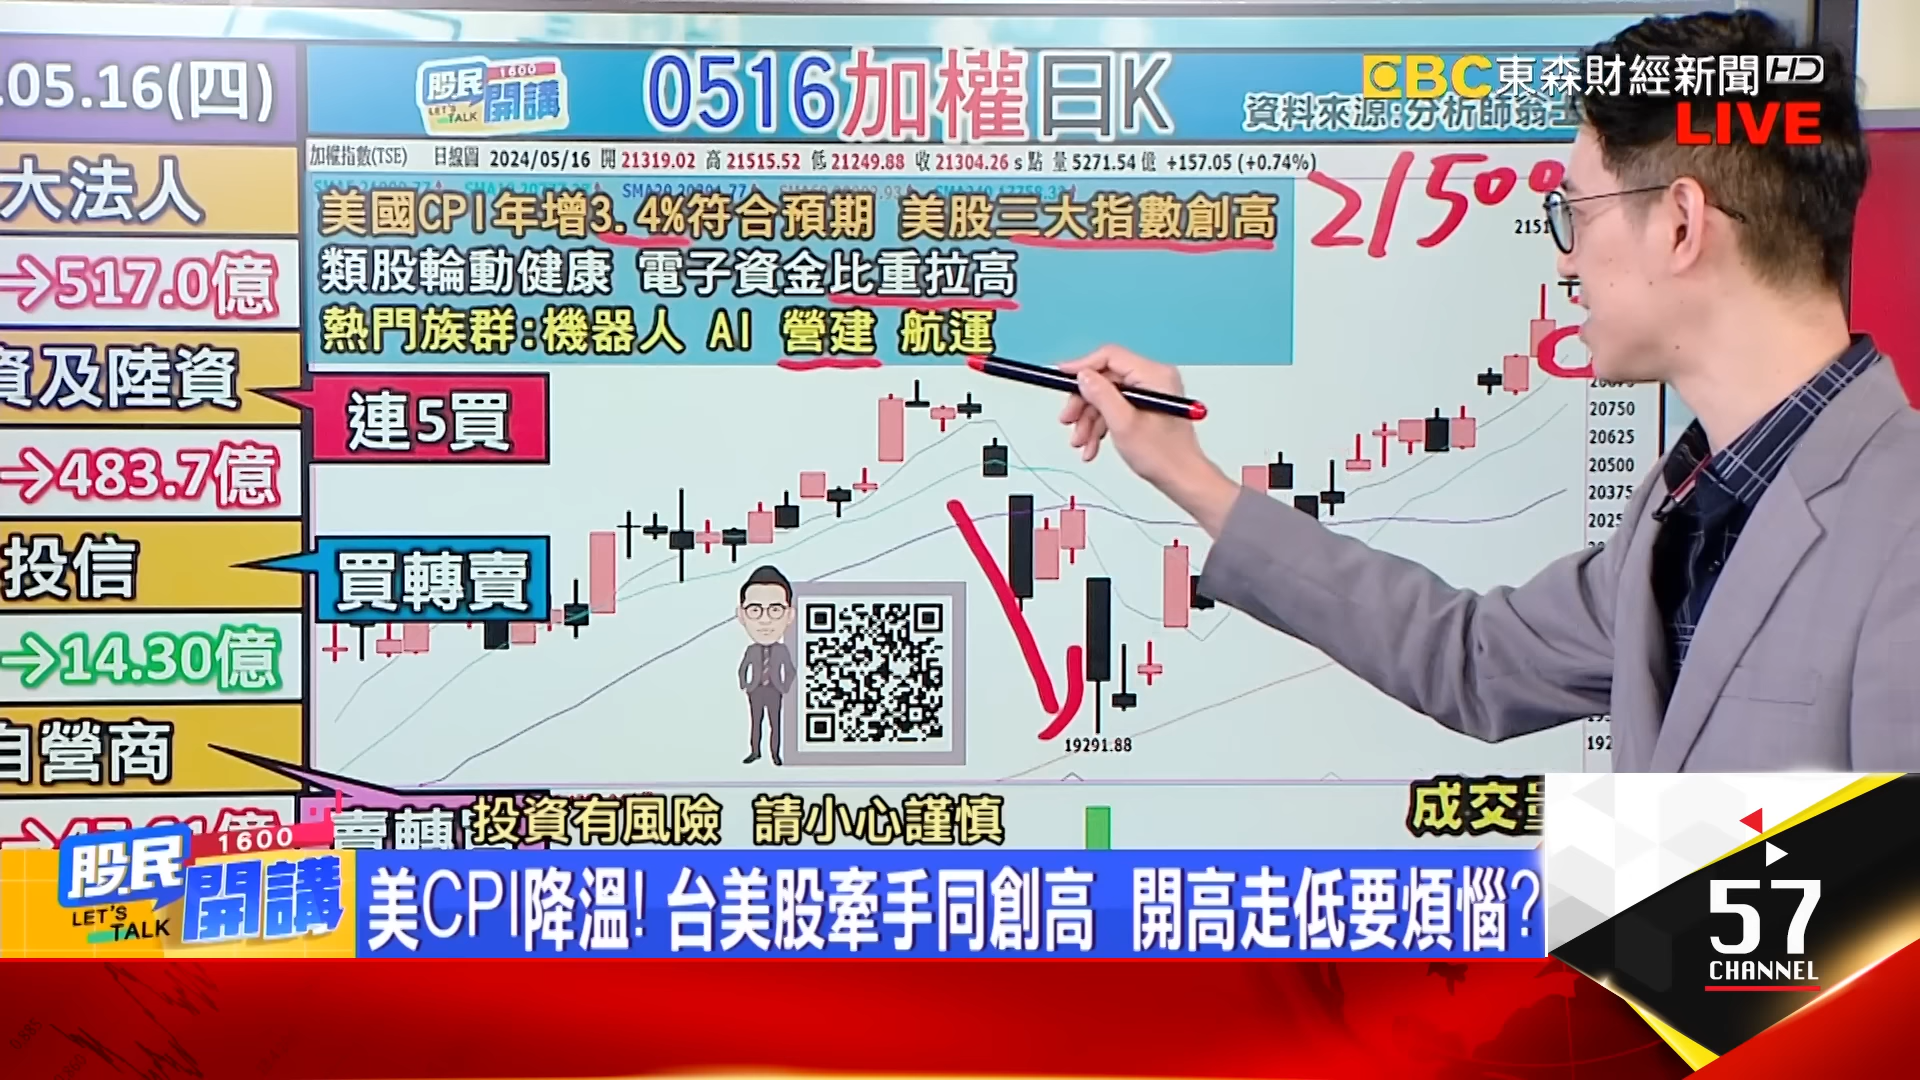 .05.16(四)
大法人
→517.0億
資及陸資
→483.7億
投信
→14.30億
自營商
連5買
買轉賣
賣轉
股民 1600
LET'S TALK 開講
0516加權日K
EBC東森財經新聞 HD
LIVE
資料來源:分析師翁士
加權指數(TSE) 日線圖 2024/05/16 開 21319.02 高 21515.52 低 21249.88 收 21304.26 s 點 量 5271.54 億 +157.05 (+0.74%)
美國CPI年增3.4%符合預期 美股三大指數創高
類股輪動健康 電子資金比重拉高
熱門族群:機器人 AI 營建 航運
21500
2151
20750
20625
20500
20375
2025
192
19291.88
成交量
投資有風險 請小心謹慎
股民 1600
LET'S TALK 開講
美CPI降溫! 台美股牽手同創高 開高走低要煩惱?
57
CHANNEL